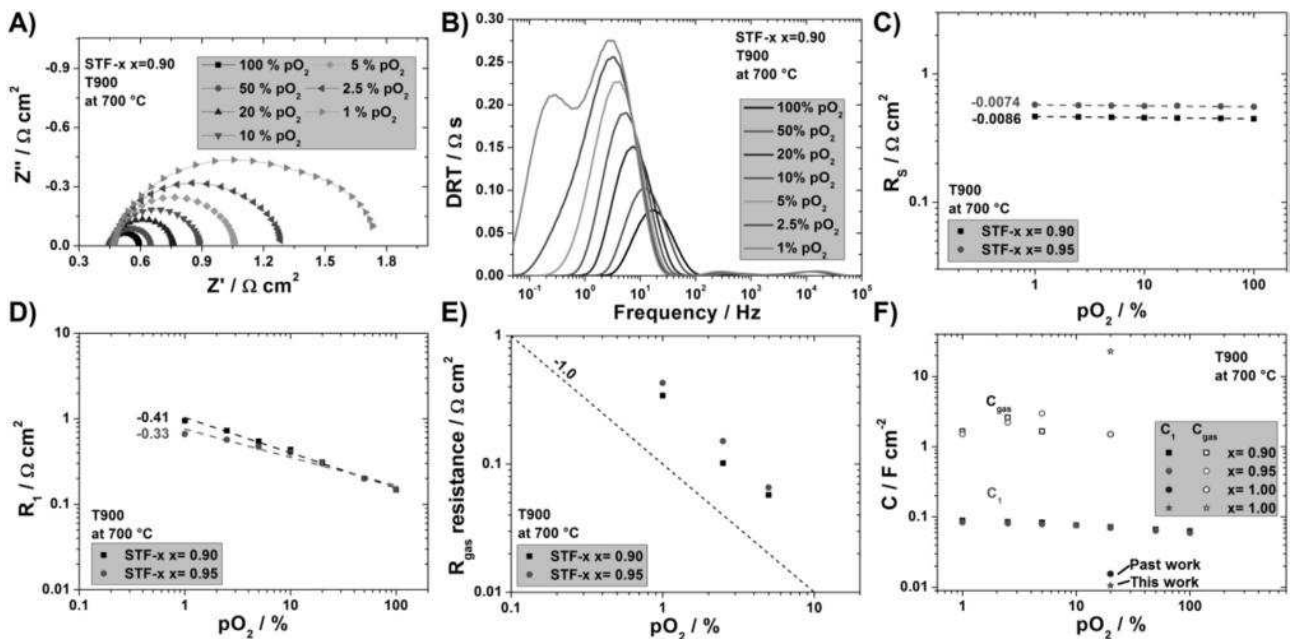 A)
STF-x x=0.90
T900
at 700 °C
100 % pO2
50 % pO2
20 % pO2
10 % pO2
5 % pO2
2.5% pO2
1 % pO2
Z'' / Ω cm2
-0.9
-0.6
-0.3
0.0
0.3 0.6 0.9 1.2 1.5 1.8
Z' / Ω cm2
B)
STF-x x=0.90
T900
at 700 °C
100% pO2
50% pO2
20% pO2
10% pO2
5% pO2
2.5% pO2
1% pO2
DRT / Ω s
0.30
0.25
0.20
0.15
0.10
0.05
0.00
10-1 100 101 102 103 104 105
Frequency / Hz
C)
RS / Ω cm2
1
0.1
-0.0074
-0.0086
T900
at 700 °C
STF-x x= 0.90
STF-x x= 0.95
1 10 100
pO2 / %
D)
R1 / Ω cm2
10
1
0.1
0.01
-0.41
-0.33
T900
at 700 °C
STF-x x= 0.90
STF-x x= 0.95
0.1 1 10 100
pO2 / %
E)
Rgas resistance / Ω cm2
1
0.1
0.01
-1.0
T900
at 700 °C
STF-x x= 0.90
STF-x x= 0.95
0.1 1 10
pO2 / %
F)
C / F cm-2
10
1
0.1
0.01
T900
at 700 °C
Cgas
C1
C1 Cgas
x= 0.90
x= 0.95
x= 1.00
x= 1.00
Past work
This work
1 10 100
pO2 / %